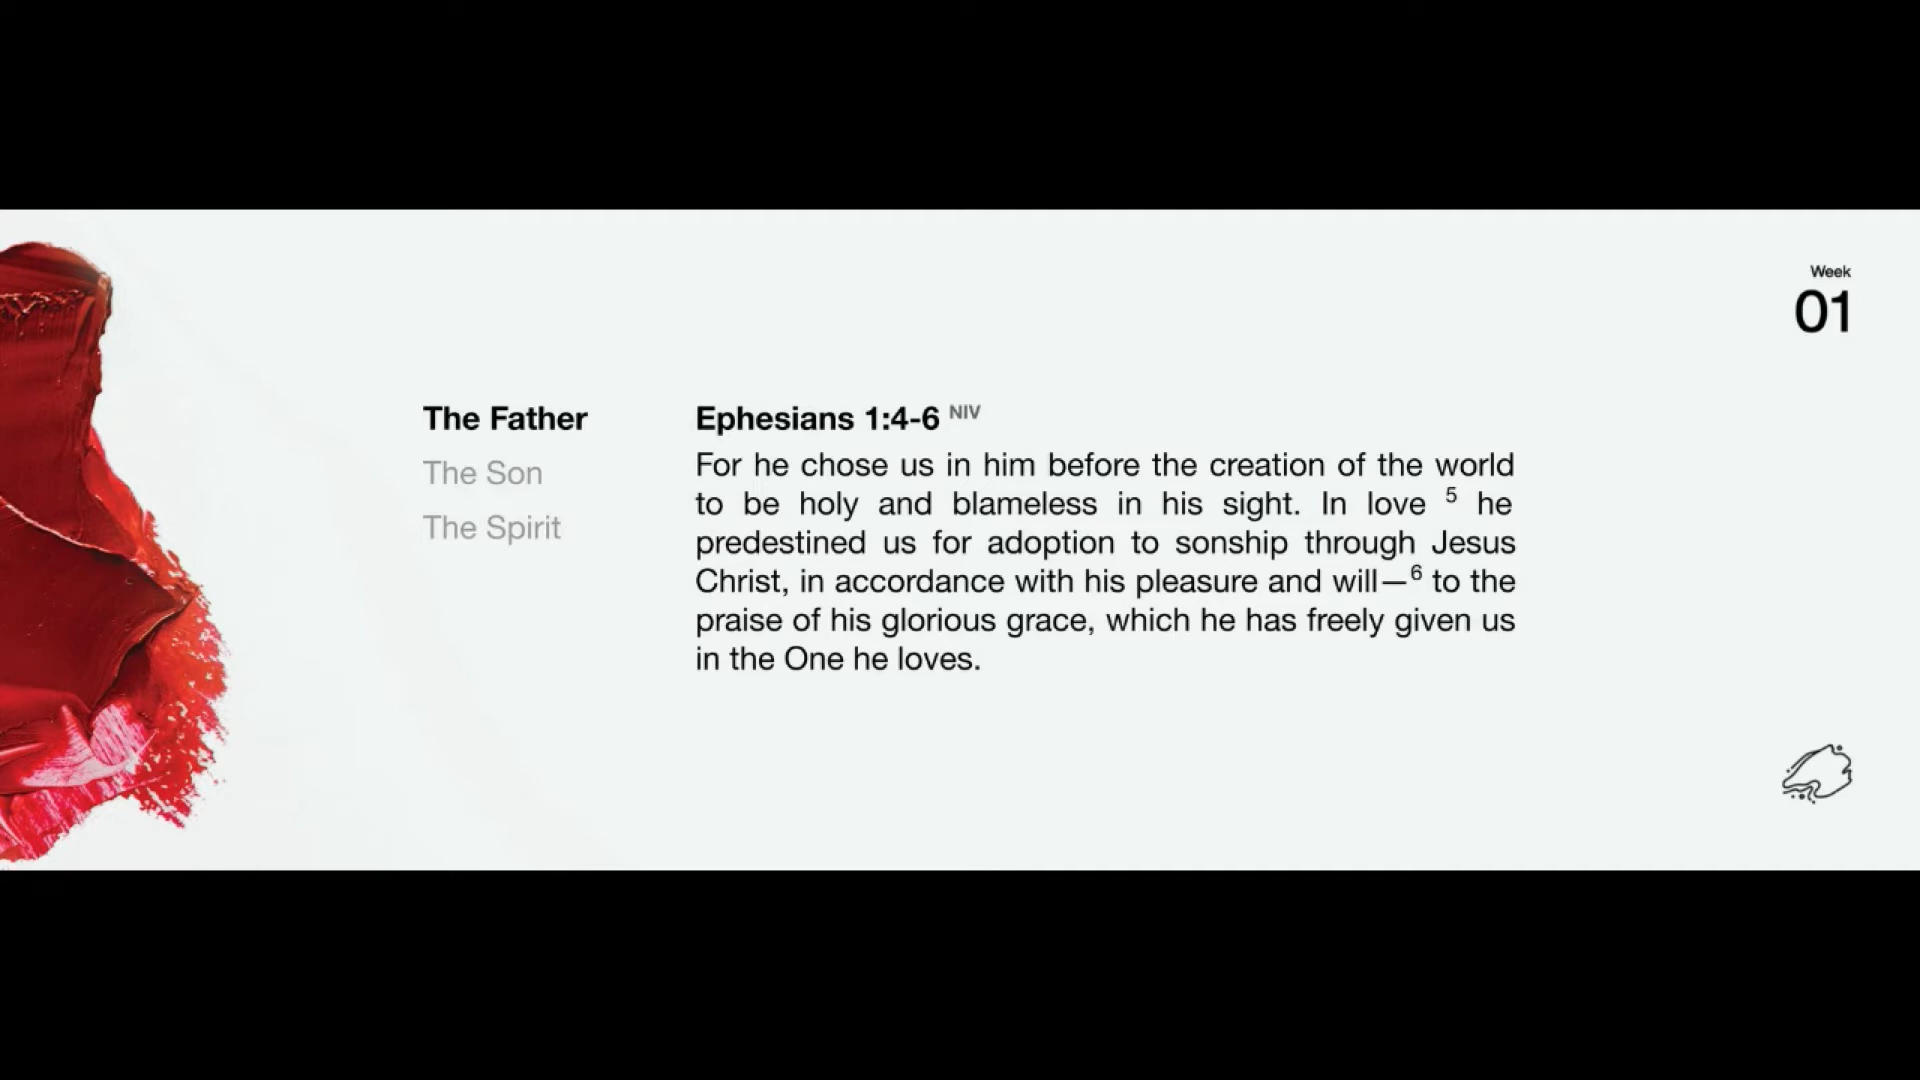 Week
01
The Father
The Son
The Spirit
Ephesians 1:4-6 NIV
For he chose us in him before the creation of the world
to be holy and blameless in his sight. In love 5 he
predestined us for adoption to sonship through Jesus
Christ, in accordance with his pleasure and will—6 to the
praise of his glorious grace, which he has freely given us
in the One he loves.